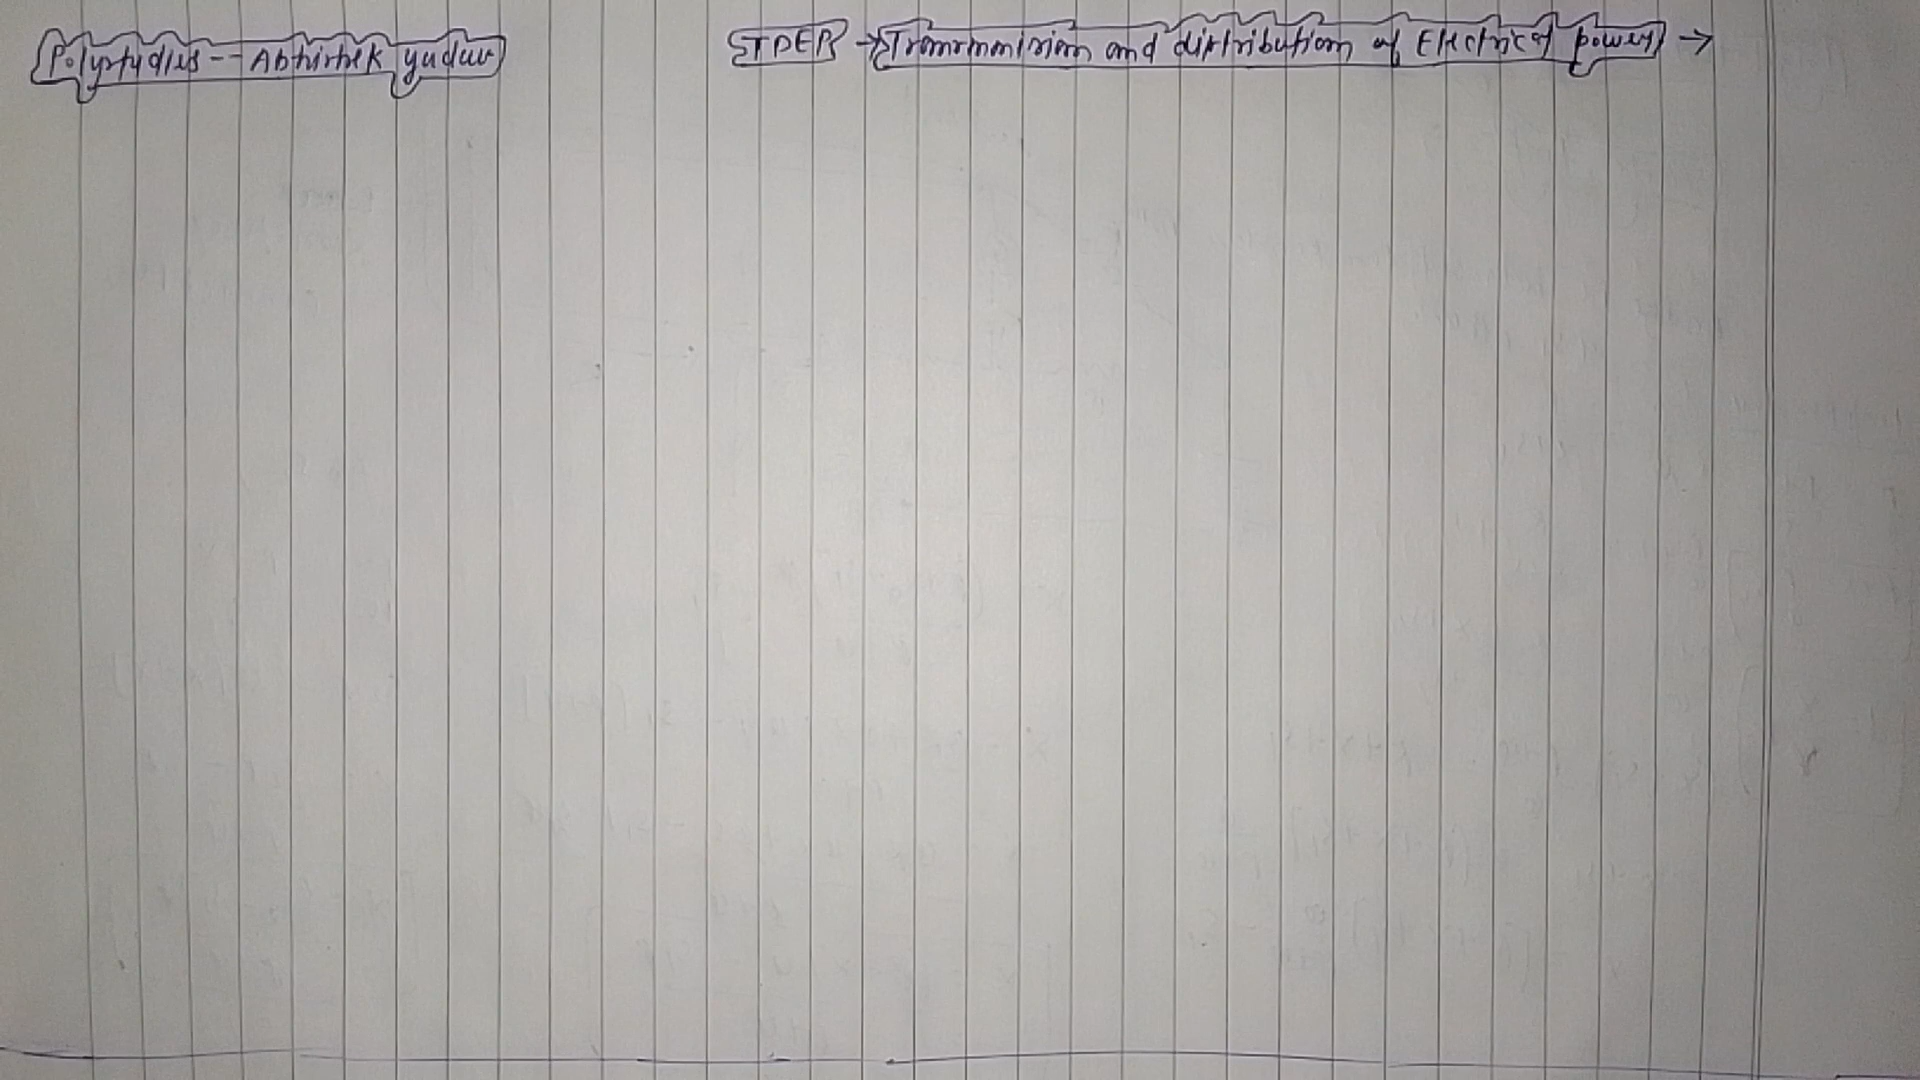 Polystudies -- Abhishek yadav
TDEP → Transmission and distribution of Electrical power →